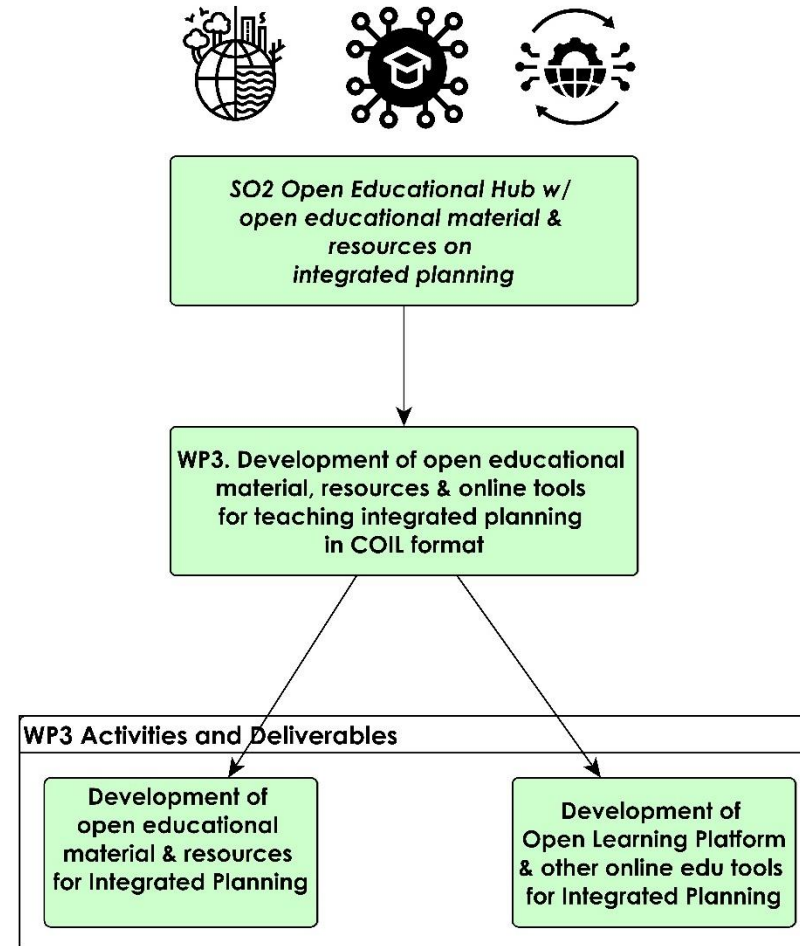 SO2 Open Educational Hub w/
open educational material &
resources on
integrated planning
WP3. Development of open educational
material, resources & online tools
for teaching integrated planning
in COIL format
WP3 Activities and Deliverables
Development of
open educational
material & resources
for Integrated Planning
Development of
Open Learning Platform
& other online edu tools
for Integrated Planning